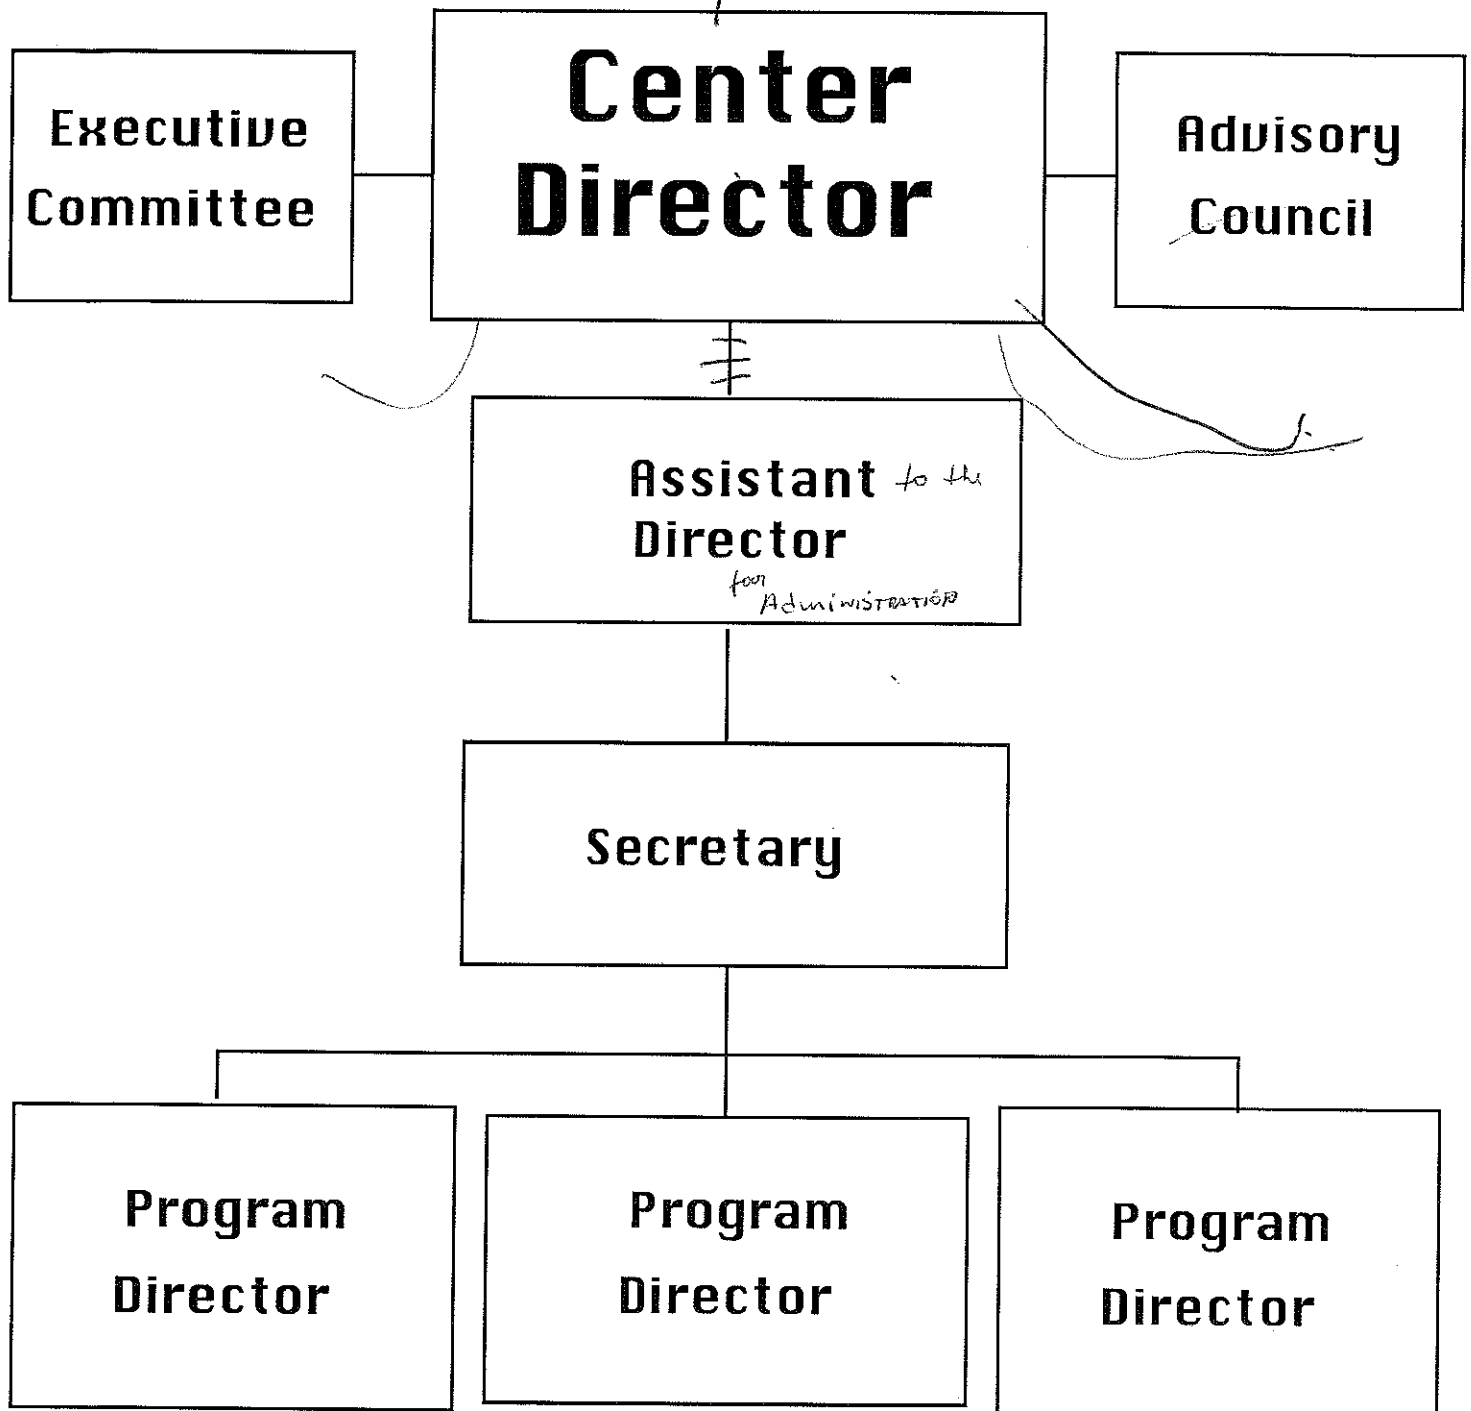 Center
Director
Executive
Committee
Advisory
Council
Assistant to the
Director
for
Administration
Secretary
Program
Director
Program
Director
Program
Director